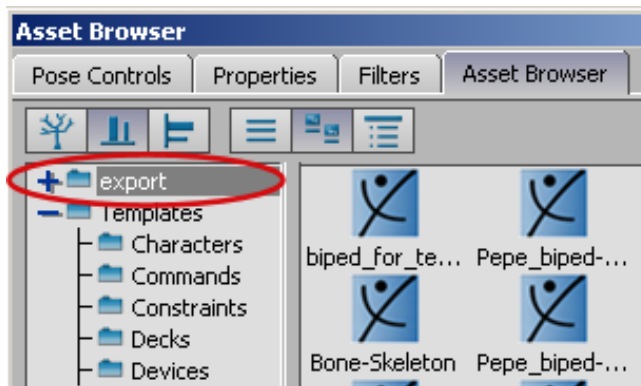 Asset Browser
Pose Controls Properties Filters Asset Browser
export
Templates
Characters
Commands
Constraints
Decks
Devices
biped_for_te... Pepe_biped-...
Bone-Skeleton Pepe_biped-...